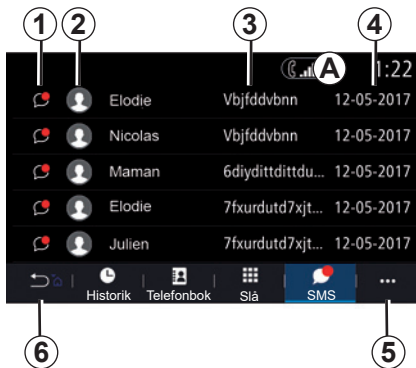 1 2 3 4
A 1:22
Elodie Vbjfddvbnn 12-05-2017
Nicolas Vbjfddvbnn 12-05-2017
Maman 6diydittdittdu... 12-05-2017
Elodie 7fxurdutd7xjt... 12-05-2017
Julien 7fxurdutd7xjt... 12-05-2017
Historik Telefonbok Slå SMS ...
6 5